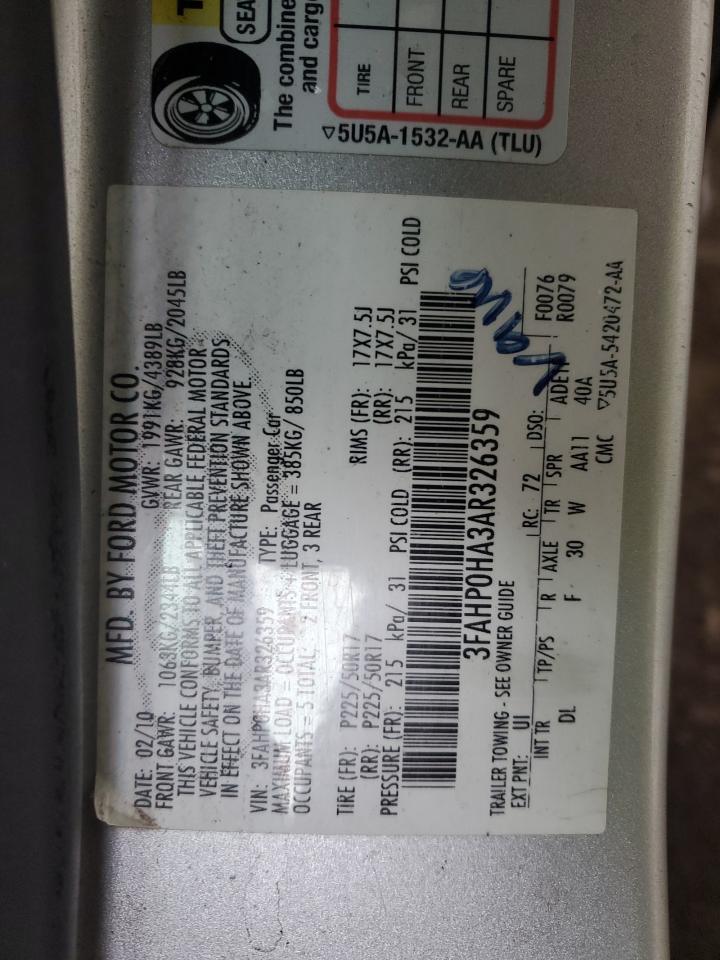 SEA
The combine
and cargo
TIRE
FRONT
REAR
SPARE
▽5U5A-1532-AA (TLU)
MFD. BY FORD MOTOR CO.
DATE: 02/10 GVWR: 1991KG/4389LB
FRONT GAWR: 1063KG/2344LB REAR GAWR: 928KG/2045LB
THIS VEHICLE CONFORMS TO ALL APPLICABLE FEDERAL MOTOR
VEHICLE SAFETY, BUMPER, AND THEFT PREVENTION STANDARDS
IN EFFECT ON THE DATE OF MANUFACTURE SHOWN ABOVE.
VIN: 3FAHP0HA3AR326359 TYPE: Passenger Car
MAXIMUM LOAD = OCCUPANTS + LUGGAGE = 385KG/ 850LB
OCCUPANTS = 5 TOTAL: 2 FRONT, 3 REAR
TIRE (FR): P225/50R17 RIMS (FR): 17X7.5J
(RR): P225/50R17 (RR): 17X7.5J
PRESSURE (FR): 215 kPa/ 31 PSI COLD (RR): 215 kPa/ 31 PSI COLD
3FAHP0HA3AR326359
TRAILER TOWING - SEE OWNER GUIDE
EXT PNT: UI RC: 72 DSO:
INT TR TP/PS R AXLE TR SPR F0076
DL F 30 W AA11 40A R0079
CMC ▽5U5A-5420472-AA